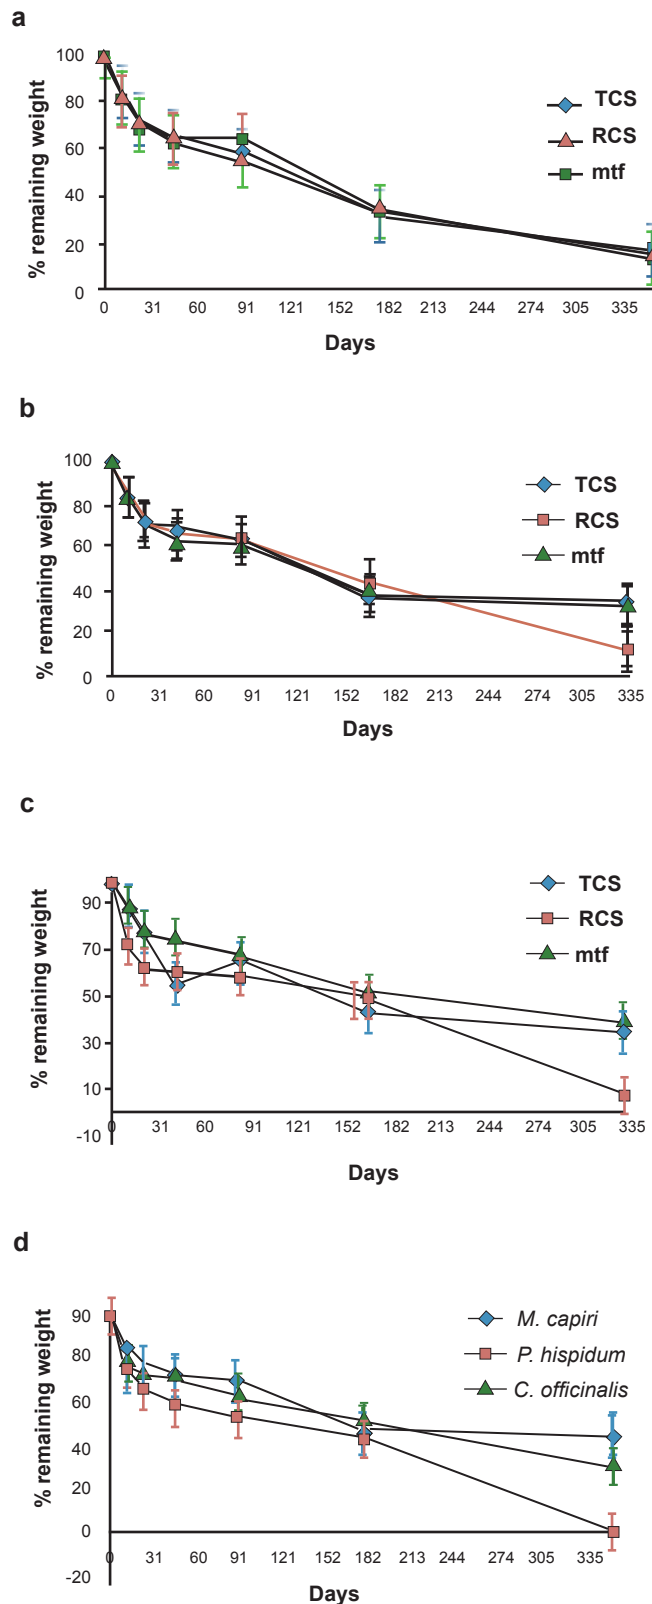 a
100
80
60
40
20
0
% remaining weight
TCS
RCS
mtf
0 31 60 91 121 152 182 213 244 274 305 335
Days
b
100
80
60
40
20
0
% remaining weight
TCS
RCS
mtf
0 31 60 91 121 152 182 213 244 274 305 335
Days
c
90
70
50
30
10
-10
% remaining weight
TCS
RCS
mtf
0 31 60 91 121 152 182 213 244 274 305 335
Days
d
90
80
60
40
20
0
-20
% remaining weight
M. capiri
P. hispidum
C. officinalis
0 31 60 91 121 152 182 213 244 274 305 335
Days